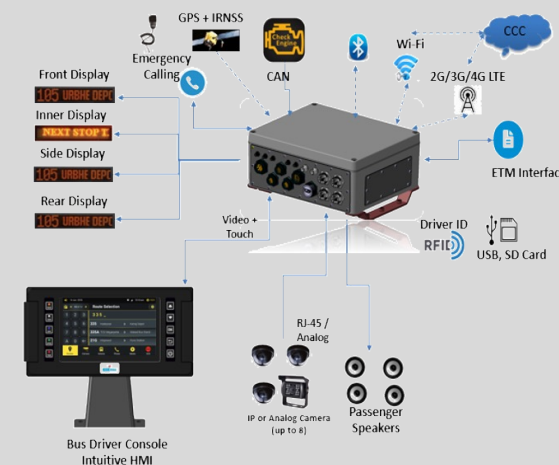 GPS + IRNSS
Check
Engine
Emergency
Calling
CAN
Wi-Fi
CCC
2G/3G/4G LTE
Front Display
105 URBHE DEPO
Inner Display
NEXT STOP
Side Display
105 URBHE DEPO
Rear Display
105 URBHE DEPO
ETM Interfac
Video +
Touch
Driver ID
RFID
USB, SD Card
Route Selection
RJ-45 /
Analog
IP or Analog Camera
(up to 8)
Passenger
Speakers
Bus Driver Console
Intuitive HMI